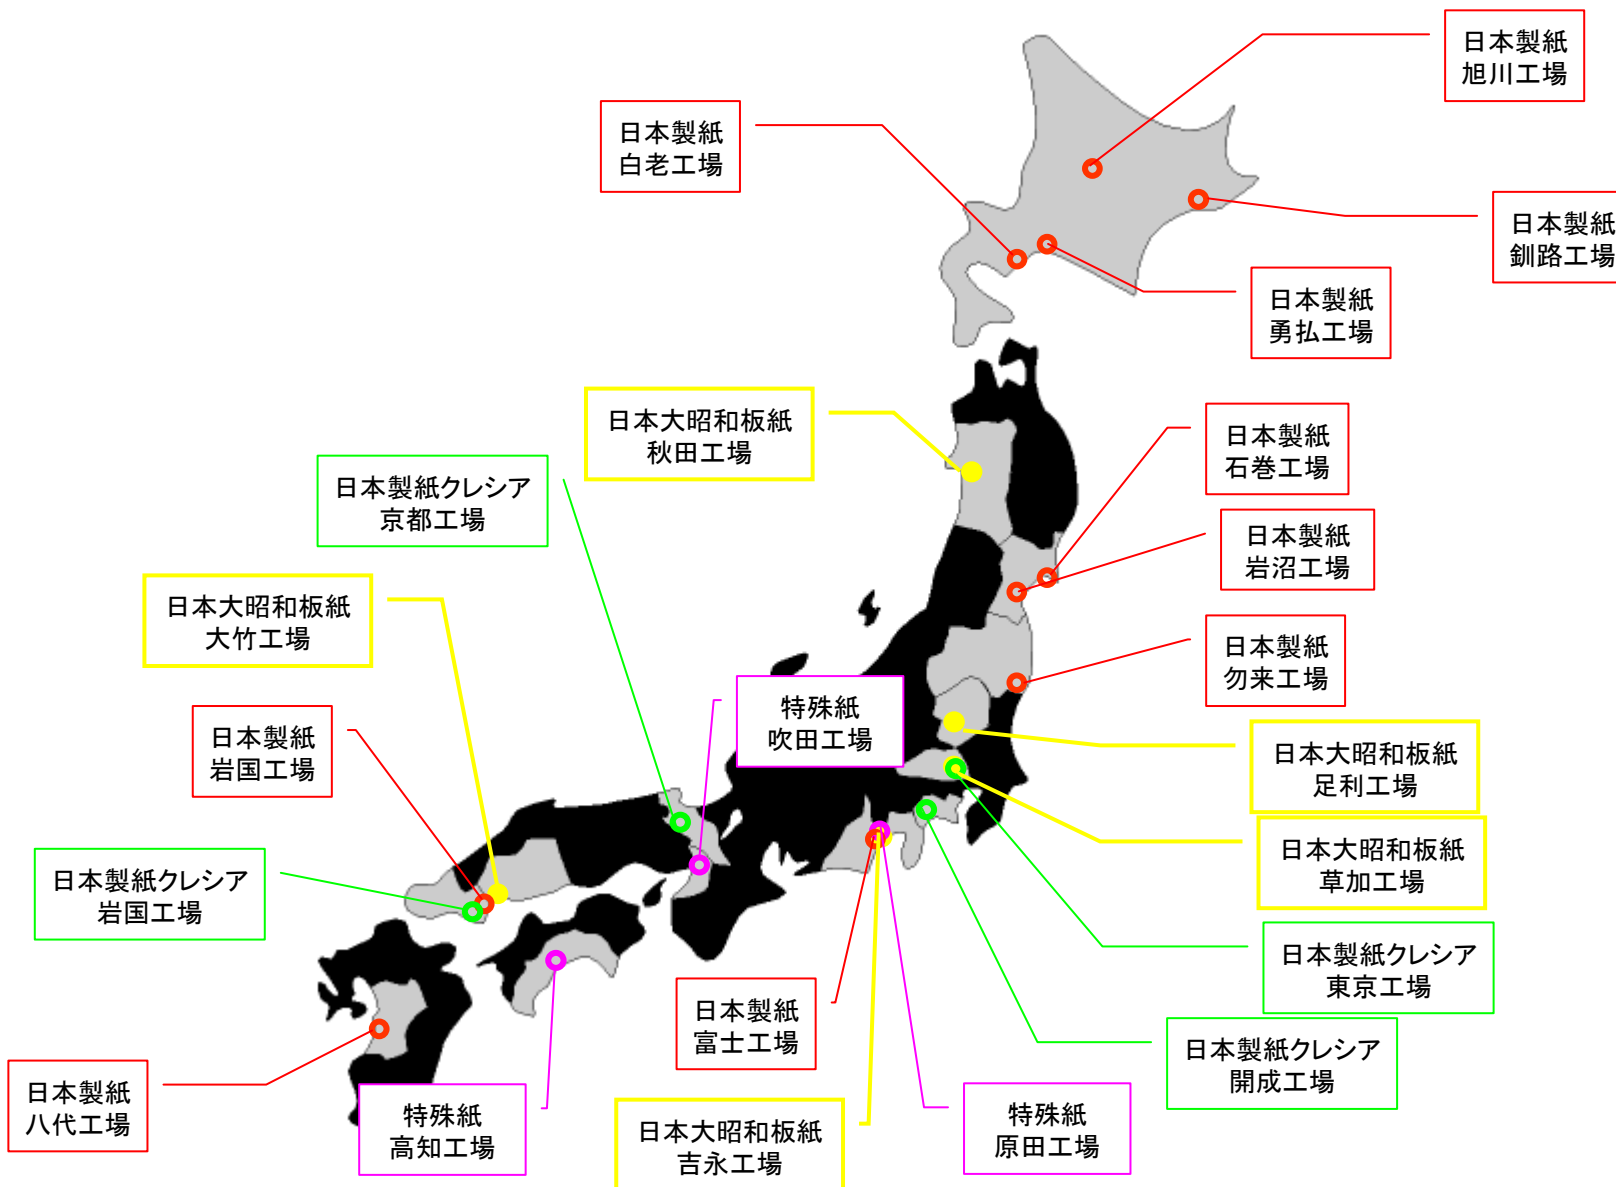 日本製紙
旭川工場
日本製紙
白老工場
日本製紙
釧路工場
日本製紙
勇払工場
日本大昭和板紙
秋田工場
日本製紙
石巻工場
日本製紙クレシア
京都工場
日本製紙
岩沼工場
日本大昭和板紙
大竹工場
日本製紙
勿来工場
特殊紙
吹田工場
日本製紙
岩国工場
日本大昭和板紙
足利工場
日本大昭和板紙
草加工場
日本製紙クレシア
岩国工場
日本製紙クレシア
東京工場
日本製紙
富士工場
日本製紙クレシア
開成工場
日本製紙
八代工場
特殊紙
高知工場
日本大昭和板紙
吉永工場
特殊紙
原田工場